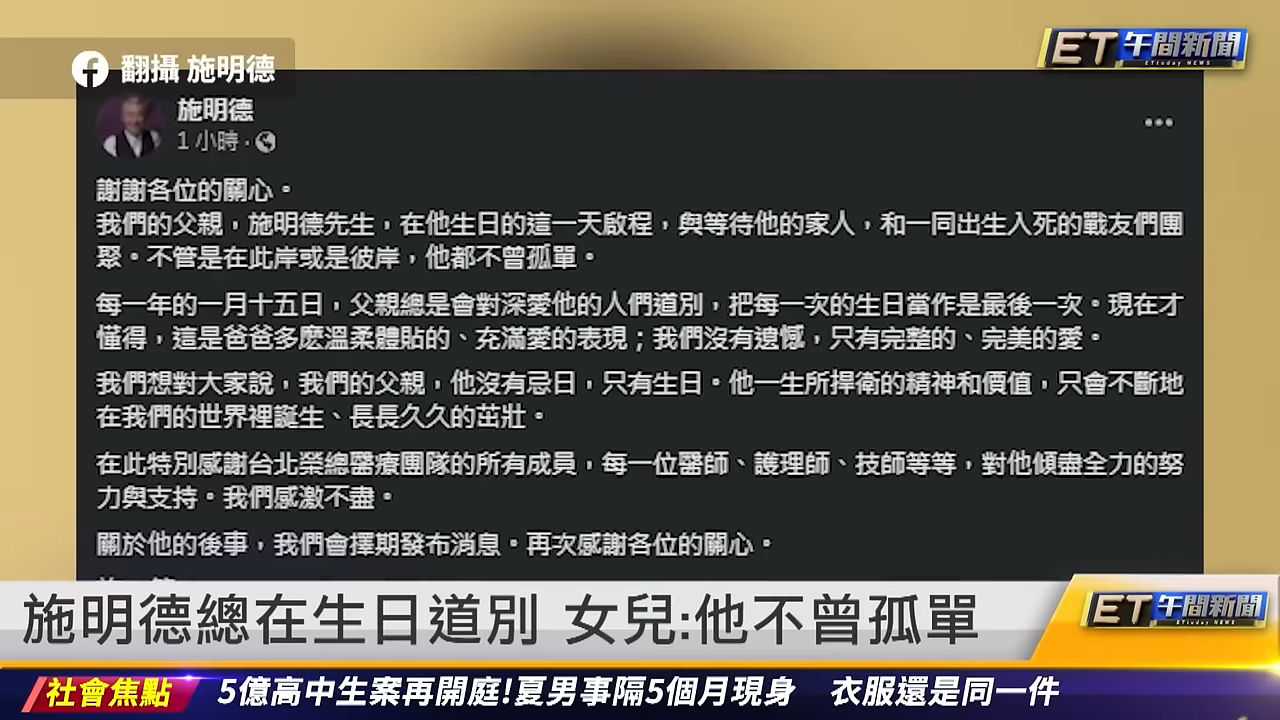 翻攝 施明德
ET午間新聞
ETtoday NEWS
施明德
1 小時 ·
謝謝各位的關心。
我們的父親，施明德先生，在他生日的這一天啟程，與等待他的家人，和一同出生入死的戰友們團
聚。不管是在此岸或是彼岸，他都不曾孤單。
每一年的一月十五日，父親總是會對深愛他的人們道別，把每一次的生日當作是最後一次。現在才
懂得，這是爸爸多麼溫柔體貼的、充滿愛的表現；我們沒有遺憾，只有完整的、完美的愛。
我們想對大家說，我們的父親，他沒有忌日，只有生日。他一生所捍衛的精神和價值，只會不斷地
在我們的世界裡誕生、長長久久的茁壯。
在此特別感謝台北榮總醫療團隊的所有成員，每一位醫師、護理師、技師等等，對他傾盡全力的努
力與支持。我們感激不盡。
關於他的後事，我們會擇期發布消息。再次感謝各位的關心。
施明德總在生日道別 女兒:他不曾孤單
ET午間新聞
ETtoday NEWS
社會焦點
5億高中生案再開庭!夏男事隔5個月現身 衣服還是同一件